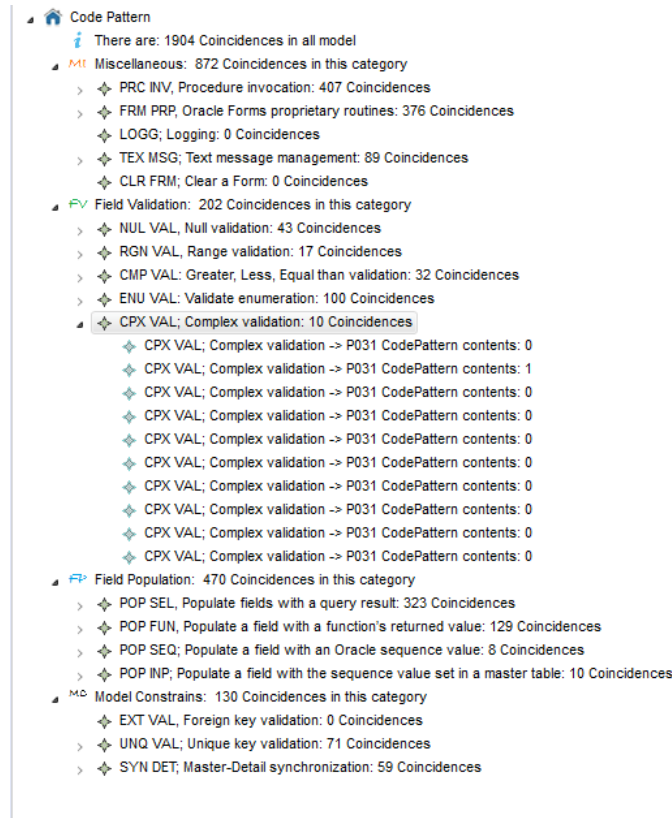 Code Pattern
i There are: 1904 Coincidences in all model
MI Miscellaneous: 872 Coincidences in this category
PRC INV, Procedure invocation: 407 Coincidences
FRM PRP, Oracle Forms proprietary routines: 376 Coincidences
LOGG; Logging: 0 Coincidences
TEX MSG; Text message management: 89 Coincidences
CLR FRM; Clear a Form: 0 Coincidences
FV Field Validation: 202 Coincidences in this category
NUL VAL, Null validation: 43 Coincidences
RGN VAL, Range validation: 17 Coincidences
CMP VAL: Greater, Less, Equal than validation: 32 Coincidences
ENU VAL: Validate enumeration: 100 Coincidences
CPX VAL; Complex validation: 10 Coincidences
CPX VAL; Complex validation -> P031 CodePattern contents: 0
CPX VAL; Complex validation -> P031 CodePattern contents: 1
CPX VAL; Complex validation -> P031 CodePattern contents: 0
CPX VAL; Complex validation -> P031 CodePattern contents: 0
CPX VAL; Complex validation -> P031 CodePattern contents: 0
CPX VAL; Complex validation -> P031 CodePattern contents: 0
CPX VAL; Complex validation -> P031 CodePattern contents: 0
CPX VAL; Complex validation -> P031 CodePattern contents: 0
CPX VAL; Complex validation -> P031 CodePattern contents: 0
CPX VAL; Complex validation -> P031 CodePattern contents: 0
FP Field Population: 470 Coincidences in this category
POP SEL, Populate fields with a query result: 323 Coincidences
POP FUN, Populate a field with a function's returned value: 129 Coincidences
POP SEQ; Populate a field with an Oracle sequence value: 8 Coincidences
POP INP; Populate a field with the sequence value set in a master table: 10 Coincidences
MC Model Constrains: 130 Coincidences in this category
EXT VAL, Foreign key validation: 0 Coincidences
UNQ VAL; Unique key validation: 71 Coincidences
SYN DET; Master-Detail synchronization: 59 Coincidences